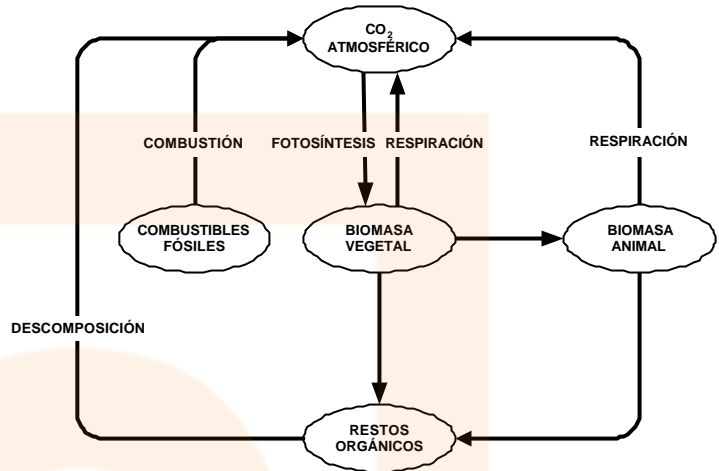 CO₂
ATMOSFÉRICO
COMBUSTIÓN
FOTOSÍNTESIS
RESPIRACIÓN
RESPIRACIÓN
COMBUSTIBLES
FÓSILES
BIOMASA
VEGETAL
BIOMASA
ANIMAL
DESCOMPOSICIÓN
RESTOS
ORGÁNICOS